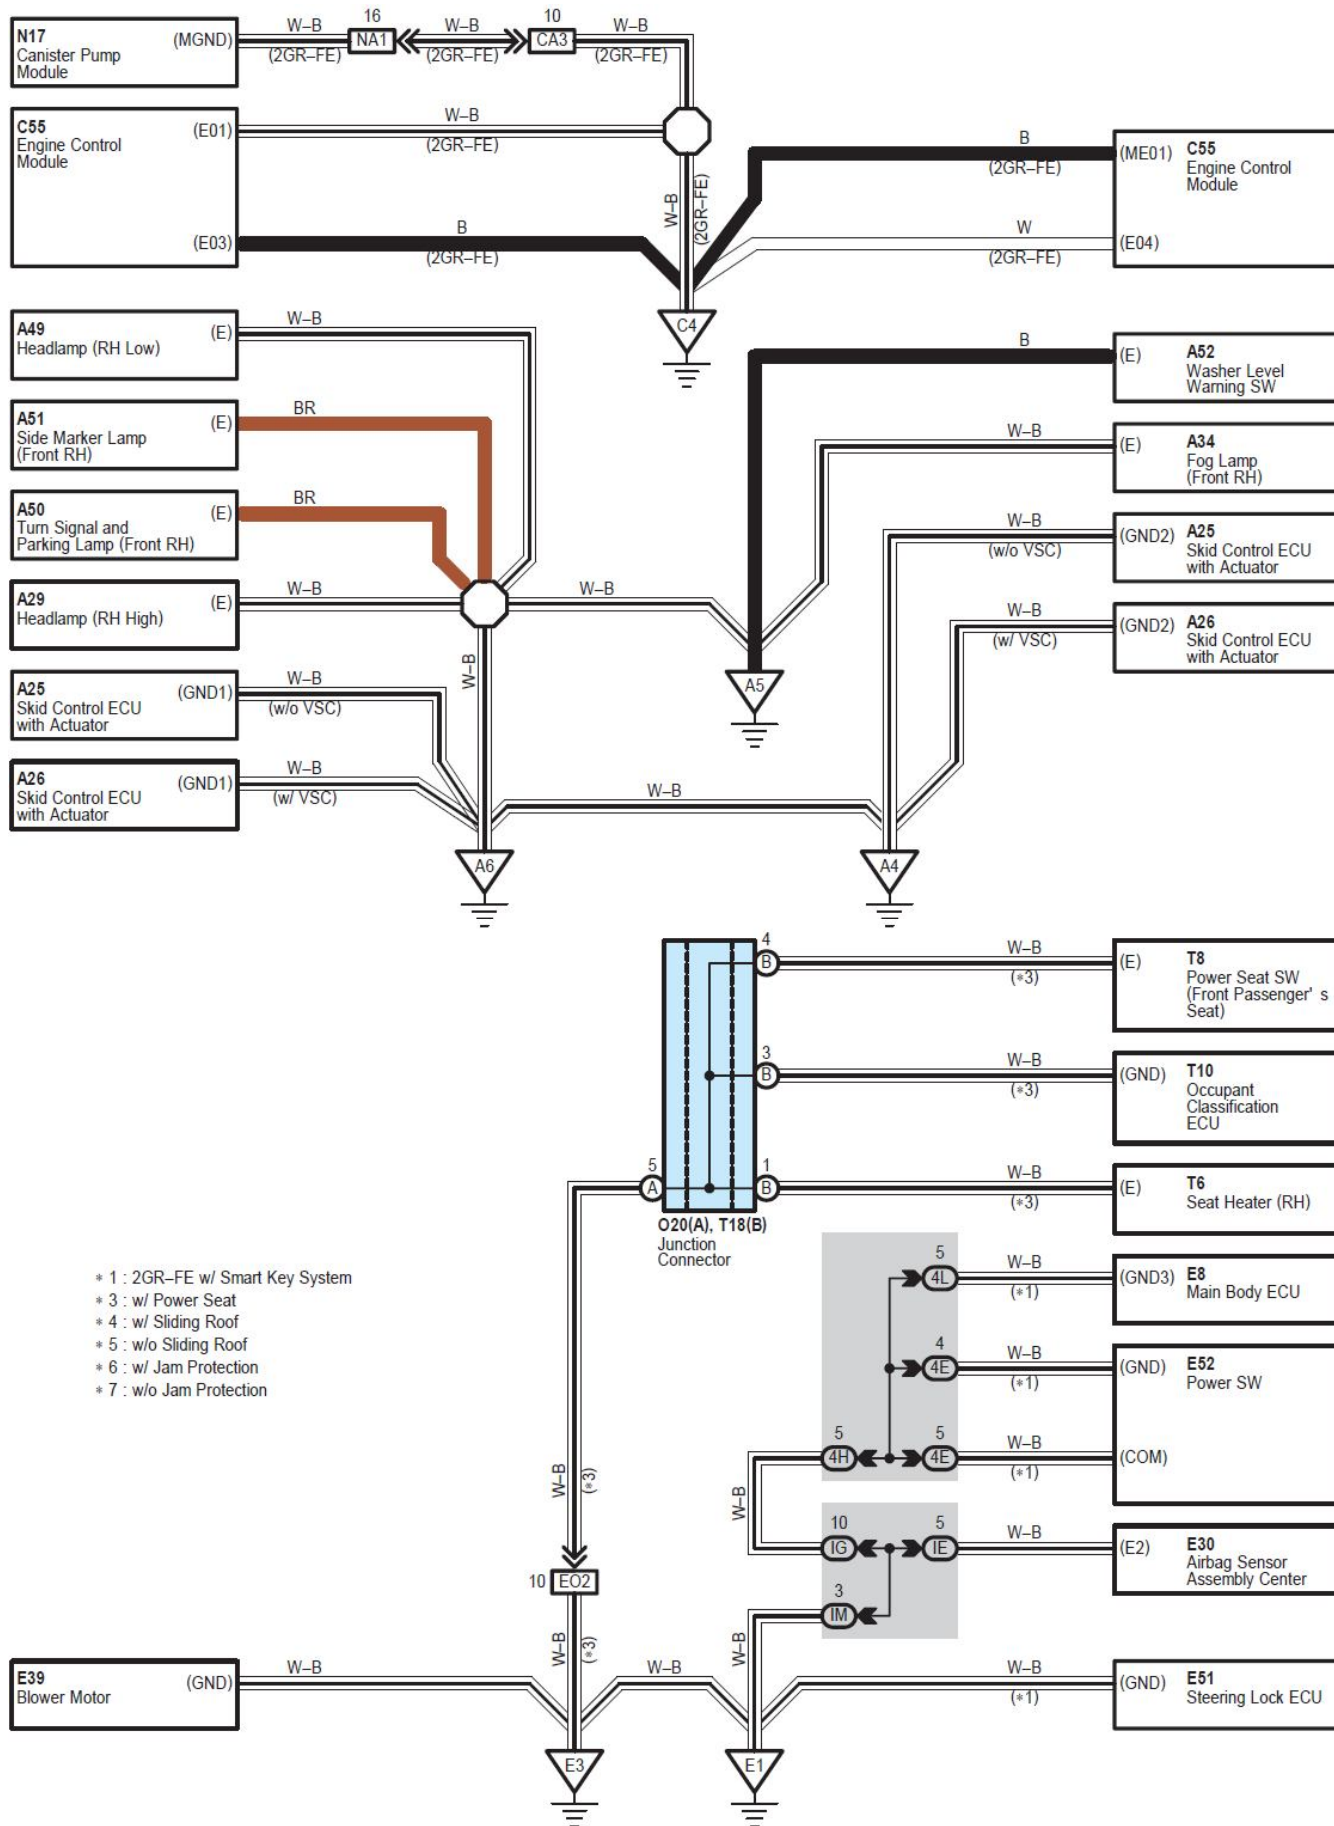 N17
Canister Pump
Module
(MGND)
W–B
(2GR–FE)
16
NA1
W–B
(2GR–FE)
10
CA3
W–B
(2GR–FE)
C55
Engine Control
Module
(E01)
W–B
(2GR–FE)
(E03)
B
(2GR–FE)
W–B
(2GR–FE)
B
(2GR–FE)
(ME01)
C55
Engine Control
Module
W
(2GR–FE)
(E04)
C4
A49
Headlamp (RH Low)
(E)
W–B
A51
Side Marker Lamp
(Front RH)
(E)
BR
A50
Turn Signal and
Parking Lamp (Front RH)
(E)
BR
A29
Headlamp (RH High)
(E)
W–B
W–B
W–B
A25
Skid Control ECU
with Actuator
(GND1)
W–B
(w/o VSC)
A26
Skid Control ECU
with Actuator
(GND1)
W–B
(w/ VSC)
W–B
B
(E)
A52
Washer Level
Warning SW
W–B
(E)
A34
Fog Lamp
(Front RH)
W–B
(w/o VSC)
(GND2)
A25
Skid Control ECU
with Actuator
W–B
(w/ VSC)
(GND2)
A26
Skid Control ECU
with Actuator
A5
A6
A4
4
B
W–B
(∗3)
(E)
T8
Power Seat SW
(Front Passenger' s
Seat)
3
B
W–B
(∗3)
(GND)
T10
Occupant
Classification
ECU
5
A
1
B
W–B
(∗3)
(E)
T6
Seat Heater (RH)
O20(A), T18(B)
Junction
Connector
∗ 1 : 2GR–FE w/ Smart Key System
∗ 3 : w/ Power Seat
∗ 4 : w/ Sliding Roof
∗ 5 : w/o Sliding Roof
∗ 6 : w/ Jam Protection
∗ 7 : w/o Jam Protection
5
4L
W–B
(∗1)
(GND3)
E8
Main Body ECU
4
4E
W–B
(∗1)
(GND)
E52
Power SW
5
4H
5
4E
W–B
(∗1)
(COM)
W–B
(∗3)
W–B
10
IG
5
IE
W–B
(E2)
E30
Airbag Sensor
Assembly Center
10
EO2
3
IM
W–B
(∗3)
W–B
E39
Blower Motor
(GND)
W–B
W–B
W–B
(∗1)
(GND)
E51
Steering Lock ECU
E3
E1